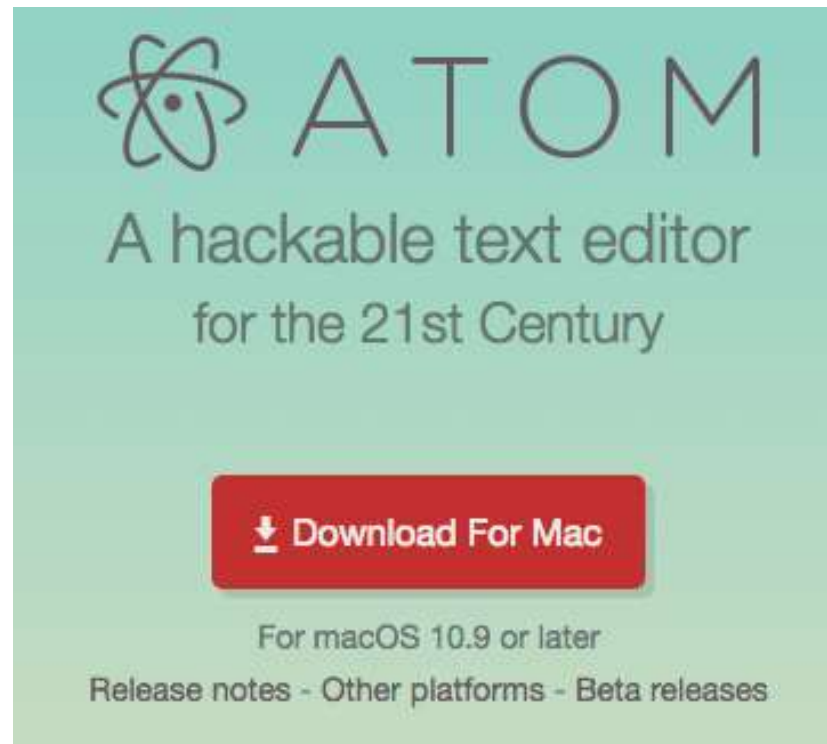 ATOM
A hackable text editor
for the 21st Century
Download For Mac
For macOS 10.9 or later
Release notes - Other platforms - Beta releases